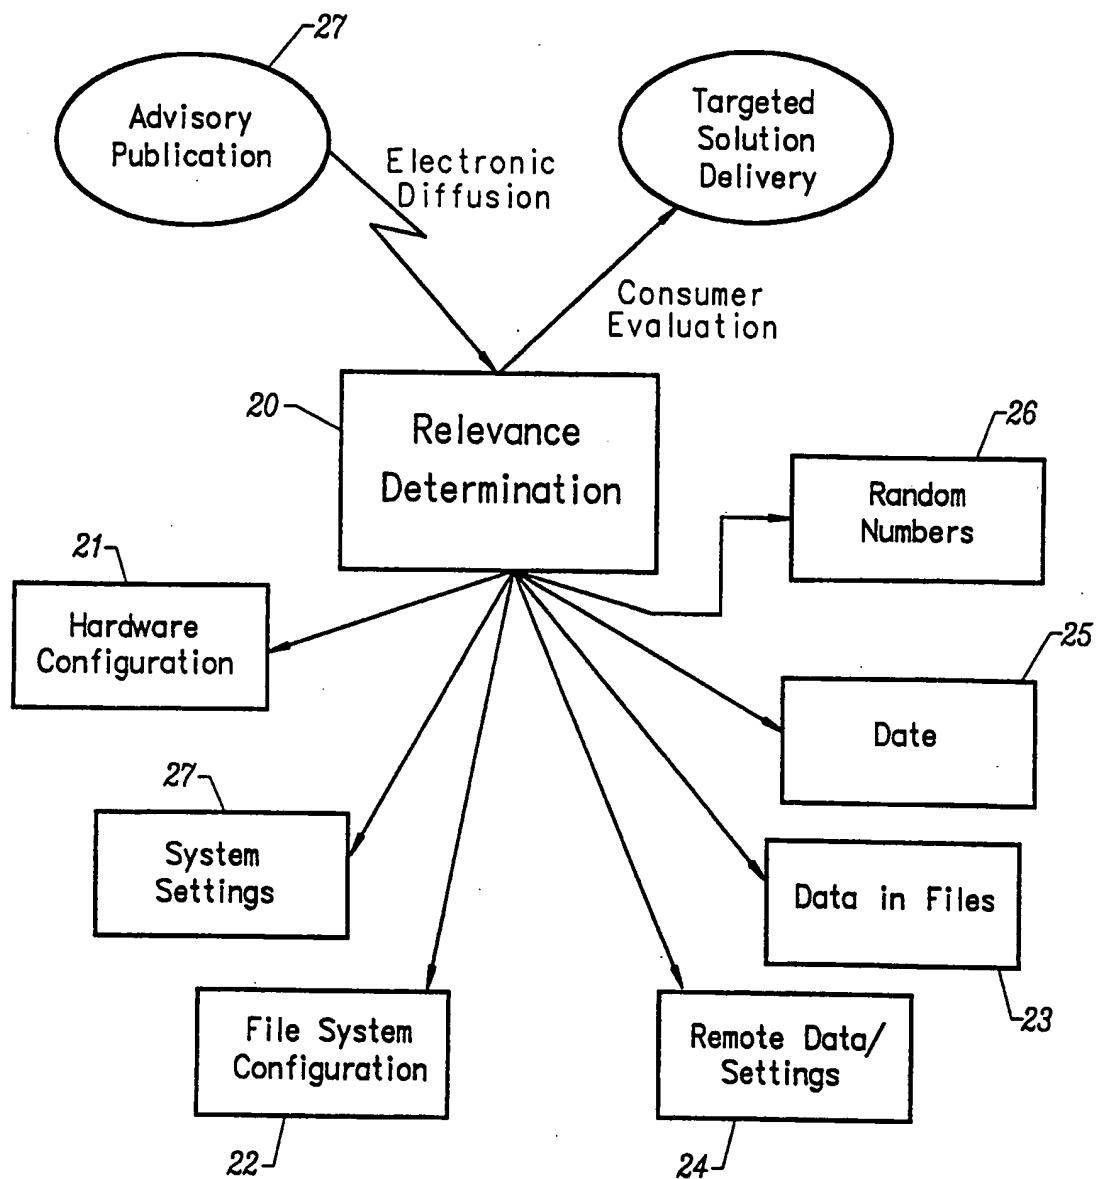 27
Advisory
Publication
Targeted
Solution
Delivery
Electronic
Diffusion
Consumer
Evaluation
20
Relevance
Determination
26
Random
Numbers
21
Hardware
Configuration
25
Date
27
System
Settings
Data in Files
23
File System
Configuration
22
Remote Data/
Settings
24